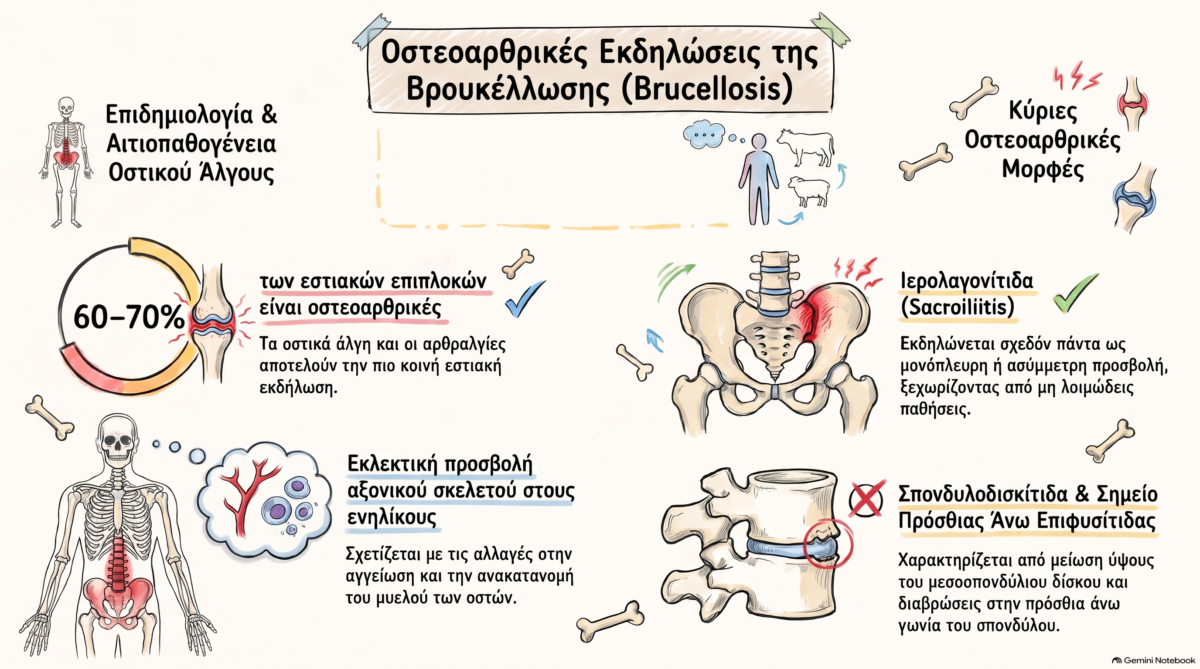 Οστεοαρθρικές Εκδηλώσεις της
Βρουκέλλωσης (Brucellosis)
Επιδημιολογία &
Αιτιοπαθογένεια
Οστικού Άλγους
60–70%
των εστιακών επιπλοκών
είναι οστεοαρθρικές
Τα οστικά άλγη και οι αρθραλγίες
αποτελούν την πιο κοινή εστιακή
εκδήλωση.
Εκλεκτική προσβολή
αξονικού σκελετού στους
ενηλίκους
Σχετίζεται με τις αλλαγές οτην
αγγείωση και την ανακατανομή
του μυελού των οστών.
Κύριες
Οστεοαρθρικές
Μορφές
Ιερολαγονίτιδα
(Sacroiliitis)
Εκδηλώνεται σχεδόν πάντα ως
μονόπλευρη ή ασύμμετρη προσβολή,
ξεχωρίζοντας από μη λοιμώδεις
παθήσεις.
Σπονδυλοδισκίτιδα & Σημείο
Πρόσθιας Άνω Επιφυσίτιδας
Χαρακτηρίζεται από μείωση ύψους
του μεσοοπονδύλιου δίσκου και
διαβρώσεις στην πρόσθια άνω
γωνία του σπονδύλου.
Gemini Notebook